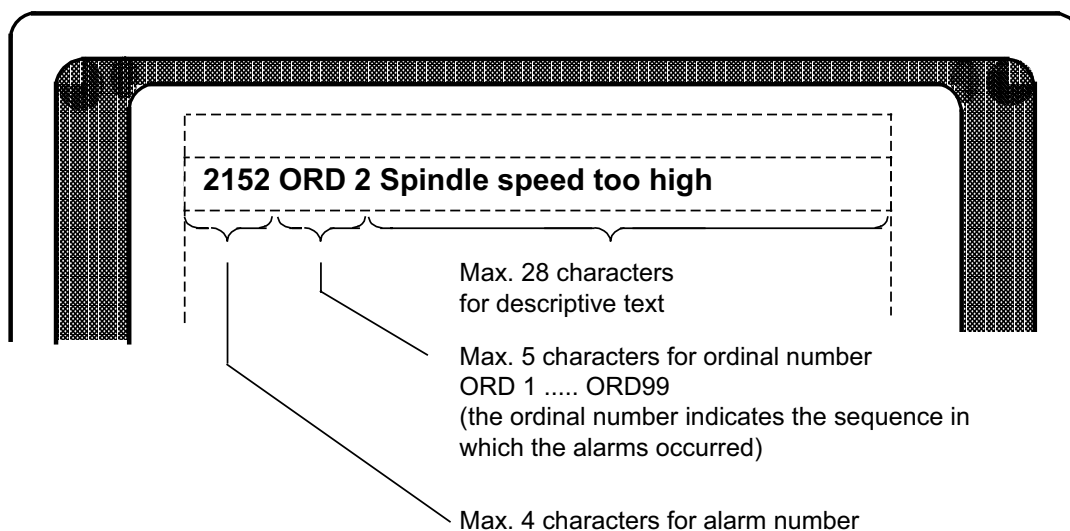 2152 ORD 2 Spindle speed too high
Max. 28 characters
for descriptive text
Max. 5 characters for ordinal number
ORD 1 ..... ORD99
(the ordinal number indicates the sequence in
which the alarms occurred)
Max. 4 characters for alarm number